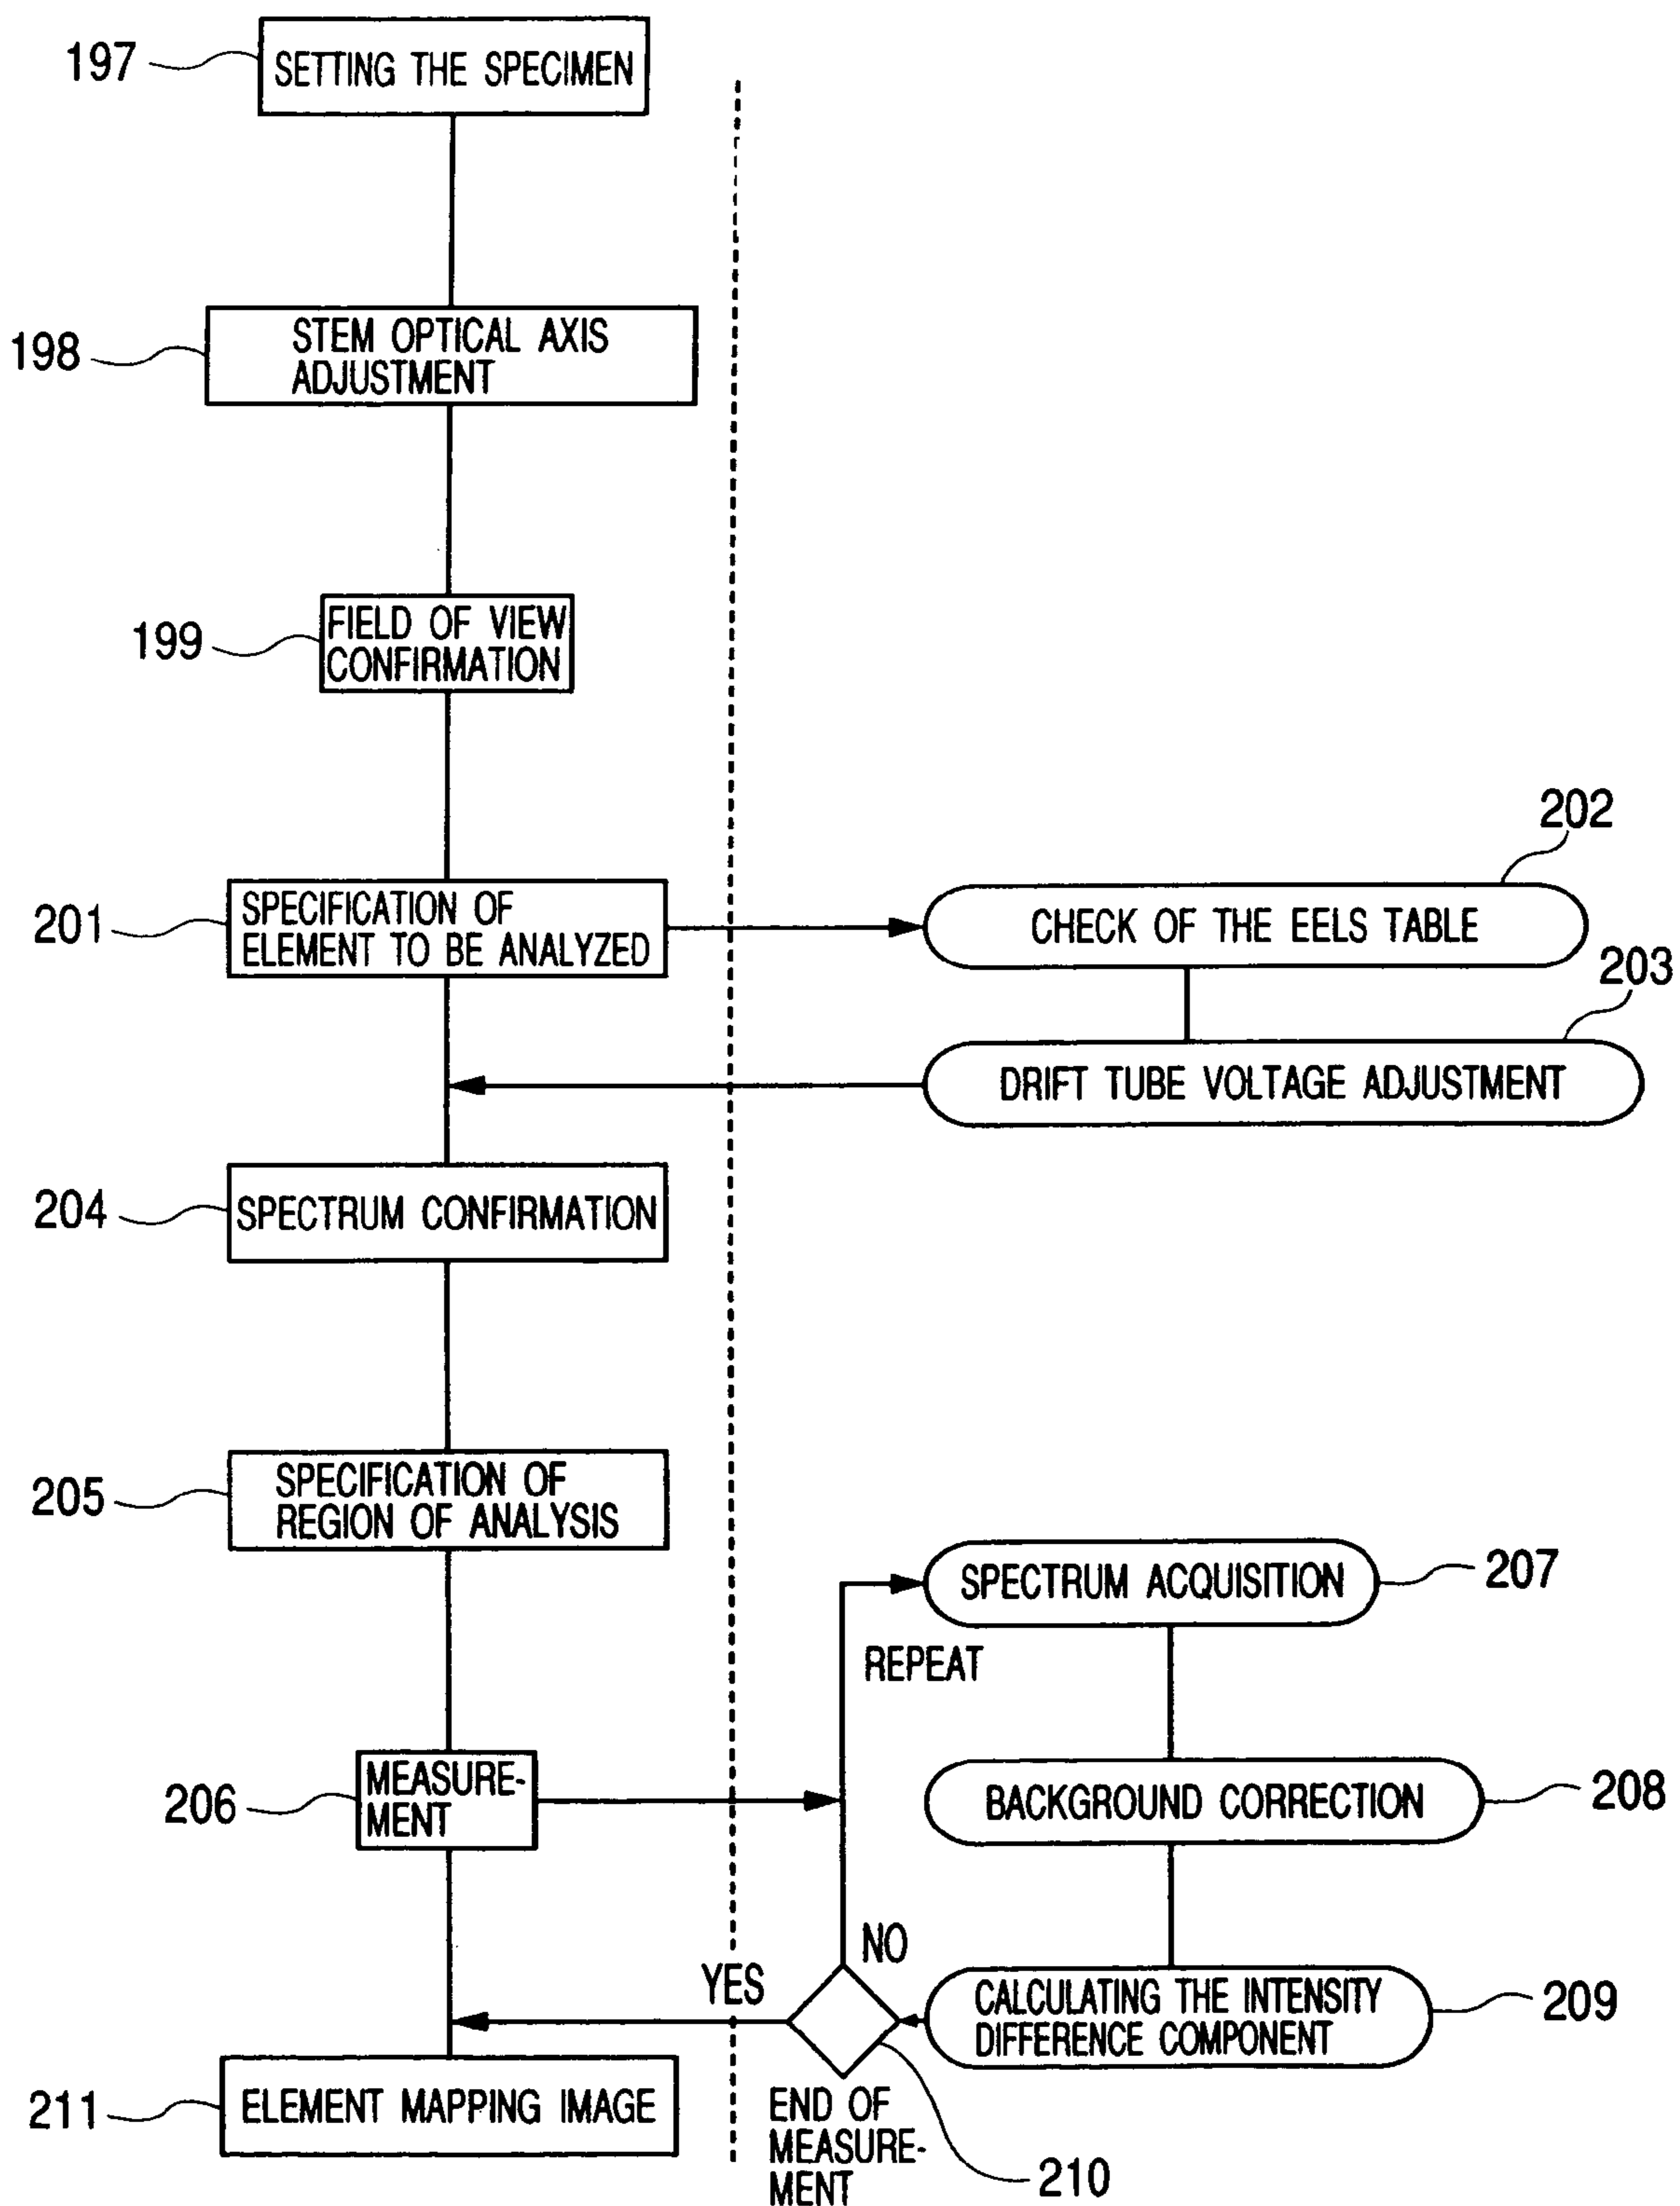 197
SETTING THE SPECIMEN
198
STEM OPTICAL AXIS
ADJUSTMENT
199
FIELD OF VIEW
CONFIRMATION
201
SPECIFICATION OF
ELEMENT TO BE ANALYZED
202
CHECK OF THE EELS TABLE
203
DRIFT TUBE VOLTAGE ADJUSTMENT
204
SPECTRUM CONFIRMATION
205
SPECIFICATION OF
REGION OF ANALYSIS
SPECTRUM ACQUISITION
207
REPEAT
206
MEASURE-
MENT
BACKGROUND CORRECTION
208
NO
YES
CALCULATING THE INTENSITY
DIFFERENCE COMPONENT
209
211
ELEMENT MAPPING IMAGE
END OF
MEASURE-
MENT
210